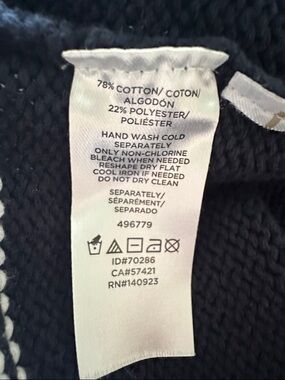 78% COTTON/ COTON/
ALGODÓN
22% POLYESTER/
POLIÉSTER
HAND WASH COLD
SEPARATELY
ONLY NON-CHLORINE
BLEACH WHEN NEEDED
RESHAPE DRY FLAT
COOL IRON IF NEEDED
DO NOT DRY CLEAN
SEPARATELY/
SÉPARÉMENT/
SEPARADO
496779
ID#70286
CA#57421
RN#140923